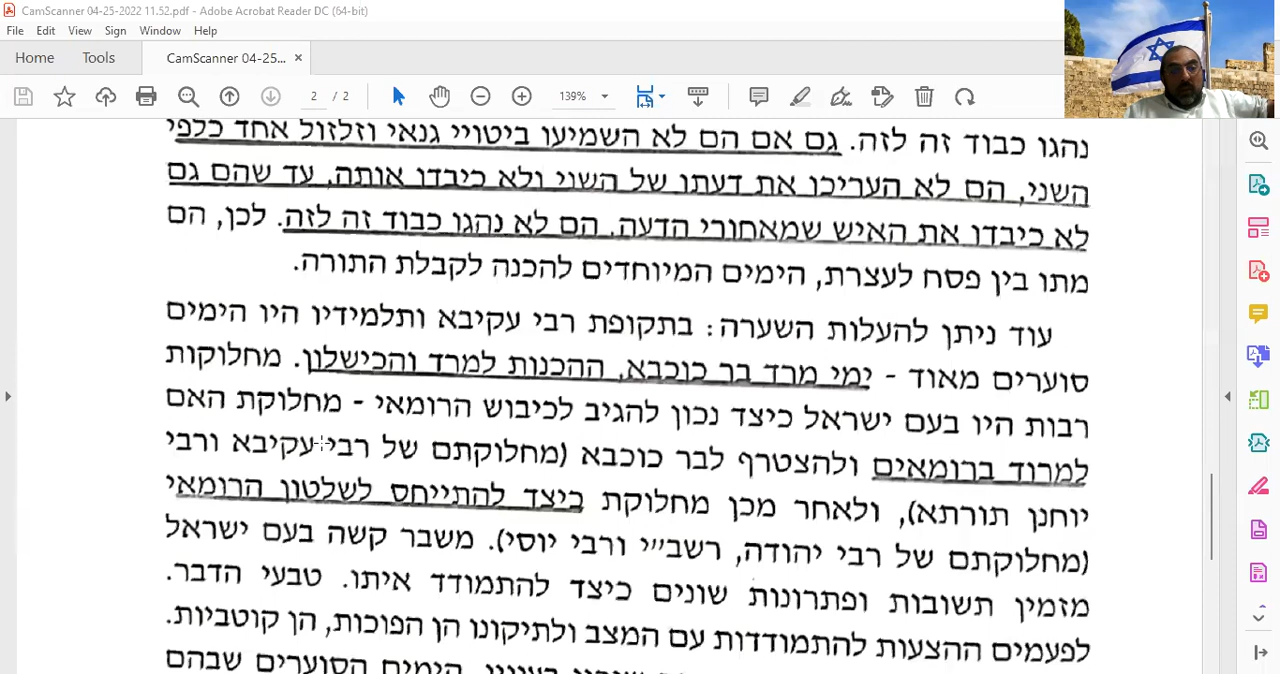 CamScanner 04-25-2022 11.52.pdf - Adobe Acrobat Reader DC (64-bit)
File Edit View Sign Window Help
Home Tools CamScanner 04-25... ×
2 / 2 139%
נהגו כבוד זה לזה. גם אם הם לא השמיעו ביטויי גנאי וזלזול אחד כלפי
השני, הם לא העריכו את דעתו של השני ולא כיבדו אותה, עד שהם גם
לא כיבדו את האיש שמאחורי הדעה. הם לא נהגו כבוד זה לזה. לכן, הם
מתו בין פסח לעצרת, הימים המיוחדים להכנה לקבלת התורה.
עוד ניתן להעלות השערה: בתקופת רבי עקיבא ותלמידיו היו הימים
סוערים מאוד - ימי מרד בר כוכבא, ההכנות למרד והכישלון. מחלוקות
רבות היו בעם ישראל כיצד נכון להגיב לכיבוש הרומאי - מחלוקת האם
למרוד ברומאים ולהצטרף לבר כוכבא (מחלוקתם של רבי עקיבא ורבי
יוחנן תורתא), ולאחר מכן מחלוקת כיצד להתייחס לשלטון הרומאי
(מחלוקתם של רבי יהודה, רשב״י ורבי יוסי). משבר קשה בעם ישראל
מזמין תשובות ופתרונות שונים כיצד להתמודד איתו. טבעי הדבר.
לפעמים ההצעות להתמודדות עם המצב ולתיקונו הן הפוכות, הן קוטביות.
הימים הסוערים שבהם